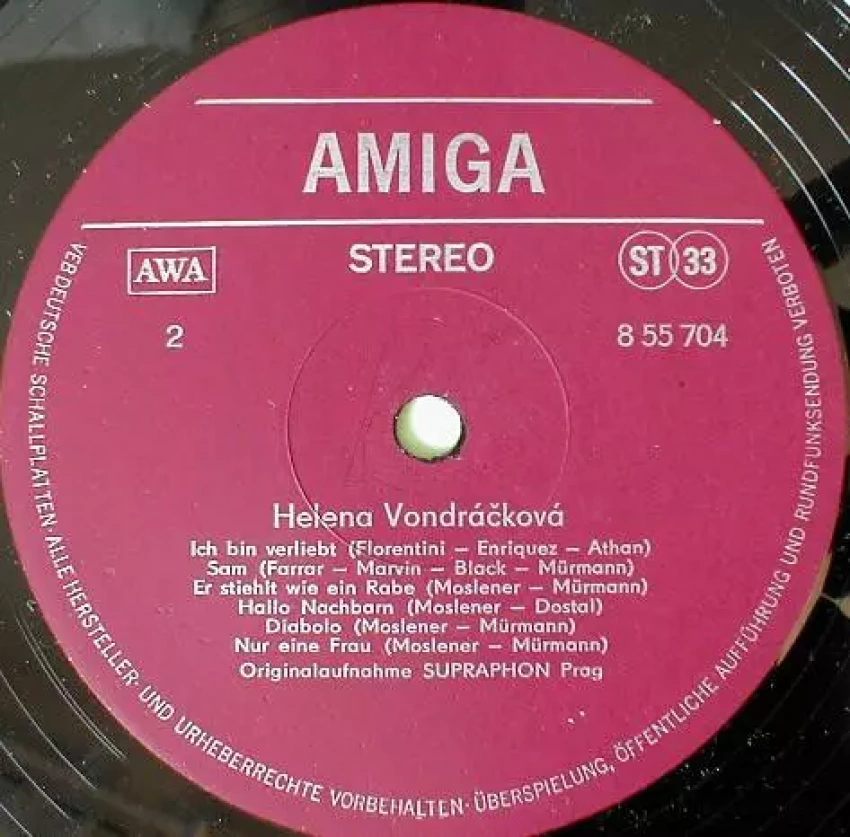 AMIGA
AWA
STEREO
ST 33
2
8 55 704
Helena Vondráčková
Ich bin verliebt (Florentini – Enriquez – Athan)
Sam (Farrar – Marvin – Black – Mürmann)
Er stiehlt wie ein Rabe (Moslener – Mürmann)
Hallo Nachbarn (Moslener – Dostal)
Diabolo (Moslener – Mürmann)
Nur eine Frau (Moslener – Mürmann)
Originalaufnahme SUPRAPHON Prag
VEB DEUTSCHE SCHALLPLATTEN · ALLE HERSTELLER- UND URHEBERRECHTE VORBEHALTEN · ÜBERSPIELUNG, ÖFFENTLICHE AUFFÜHRUNG UND RUNDFUNKSENDUNG VERBOTEN